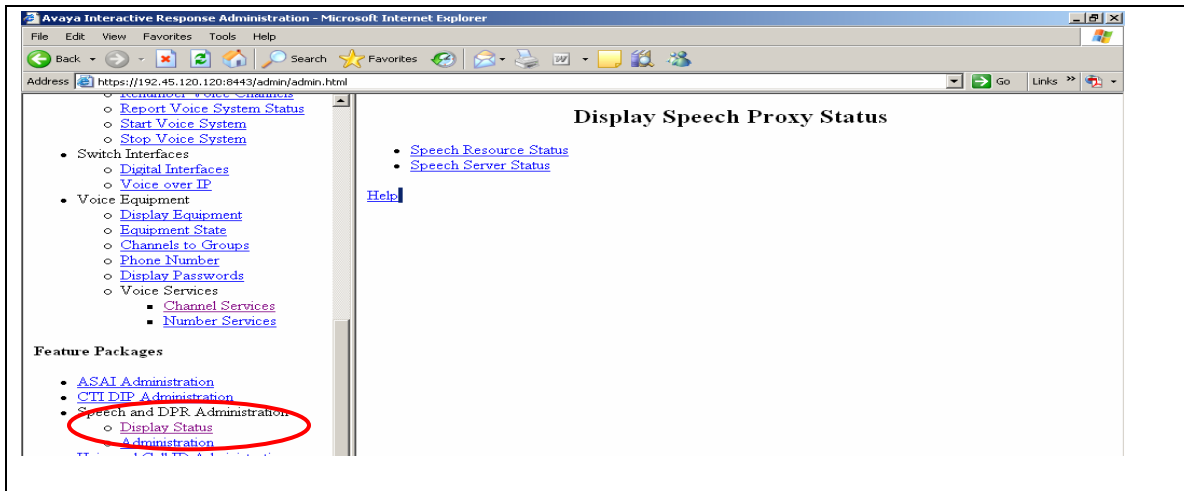 Avaya Interactive Response Administration - Microsoft Internet Explorer
File Edit View Favorites Tools Help
Back Search Favorites
Address https://192.45.120.120:8443/admin/admin.html Go Links »
Renumber Voice Channels
Report Voice System Status
Start Voice System
Stop Voice System
Switch Interfaces
Digital Interfaces
Voice over IP
Voice Equipment
Display Equipment
Equipment State
Channels to Groups
Phone Number
Display Passwords
Voice Services
Channel Services
Number Services
Feature Packages
ASAI Administration
CTI DIP Administration
Speech and DPR Administration
Display Status
Administration
Display Speech Proxy Status
Speech Resource Status
Speech Server Status
Help